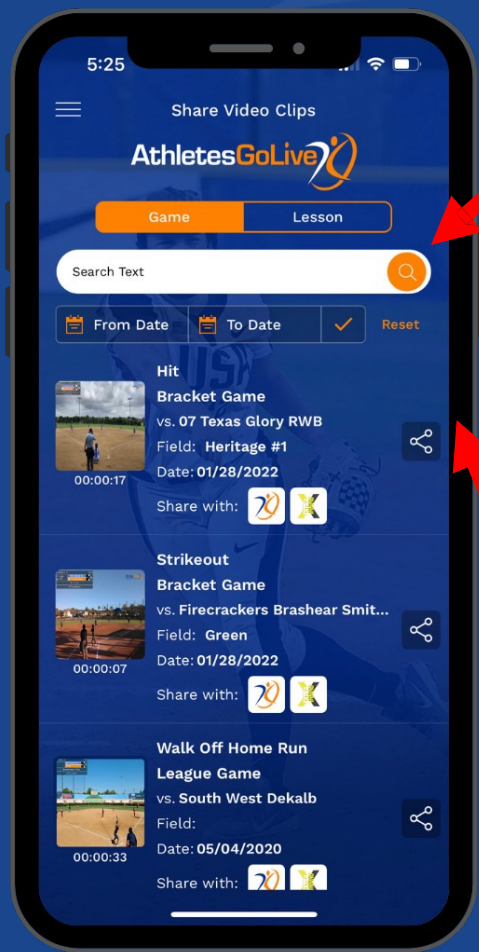 5:25
Share Video Clips
AthletesGoLive
Game Lesson
Search Text
From Date To Date Reset
Hit
Bracket Game
vs. 07 Texas Glory RWB
Field: Heritage #1
Date: 01/28/2022
00:00:17
Share with:
Strikeout
Bracket Game
vs. Firecrackers Brashear Smit...
Field: Green
Date: 01/28/2022
00:00:07
Share with:
Walk Off Home Run
League Game
vs. South West Dekalb
Field:
Date: 05/04/2020
00:00:33
Share with: